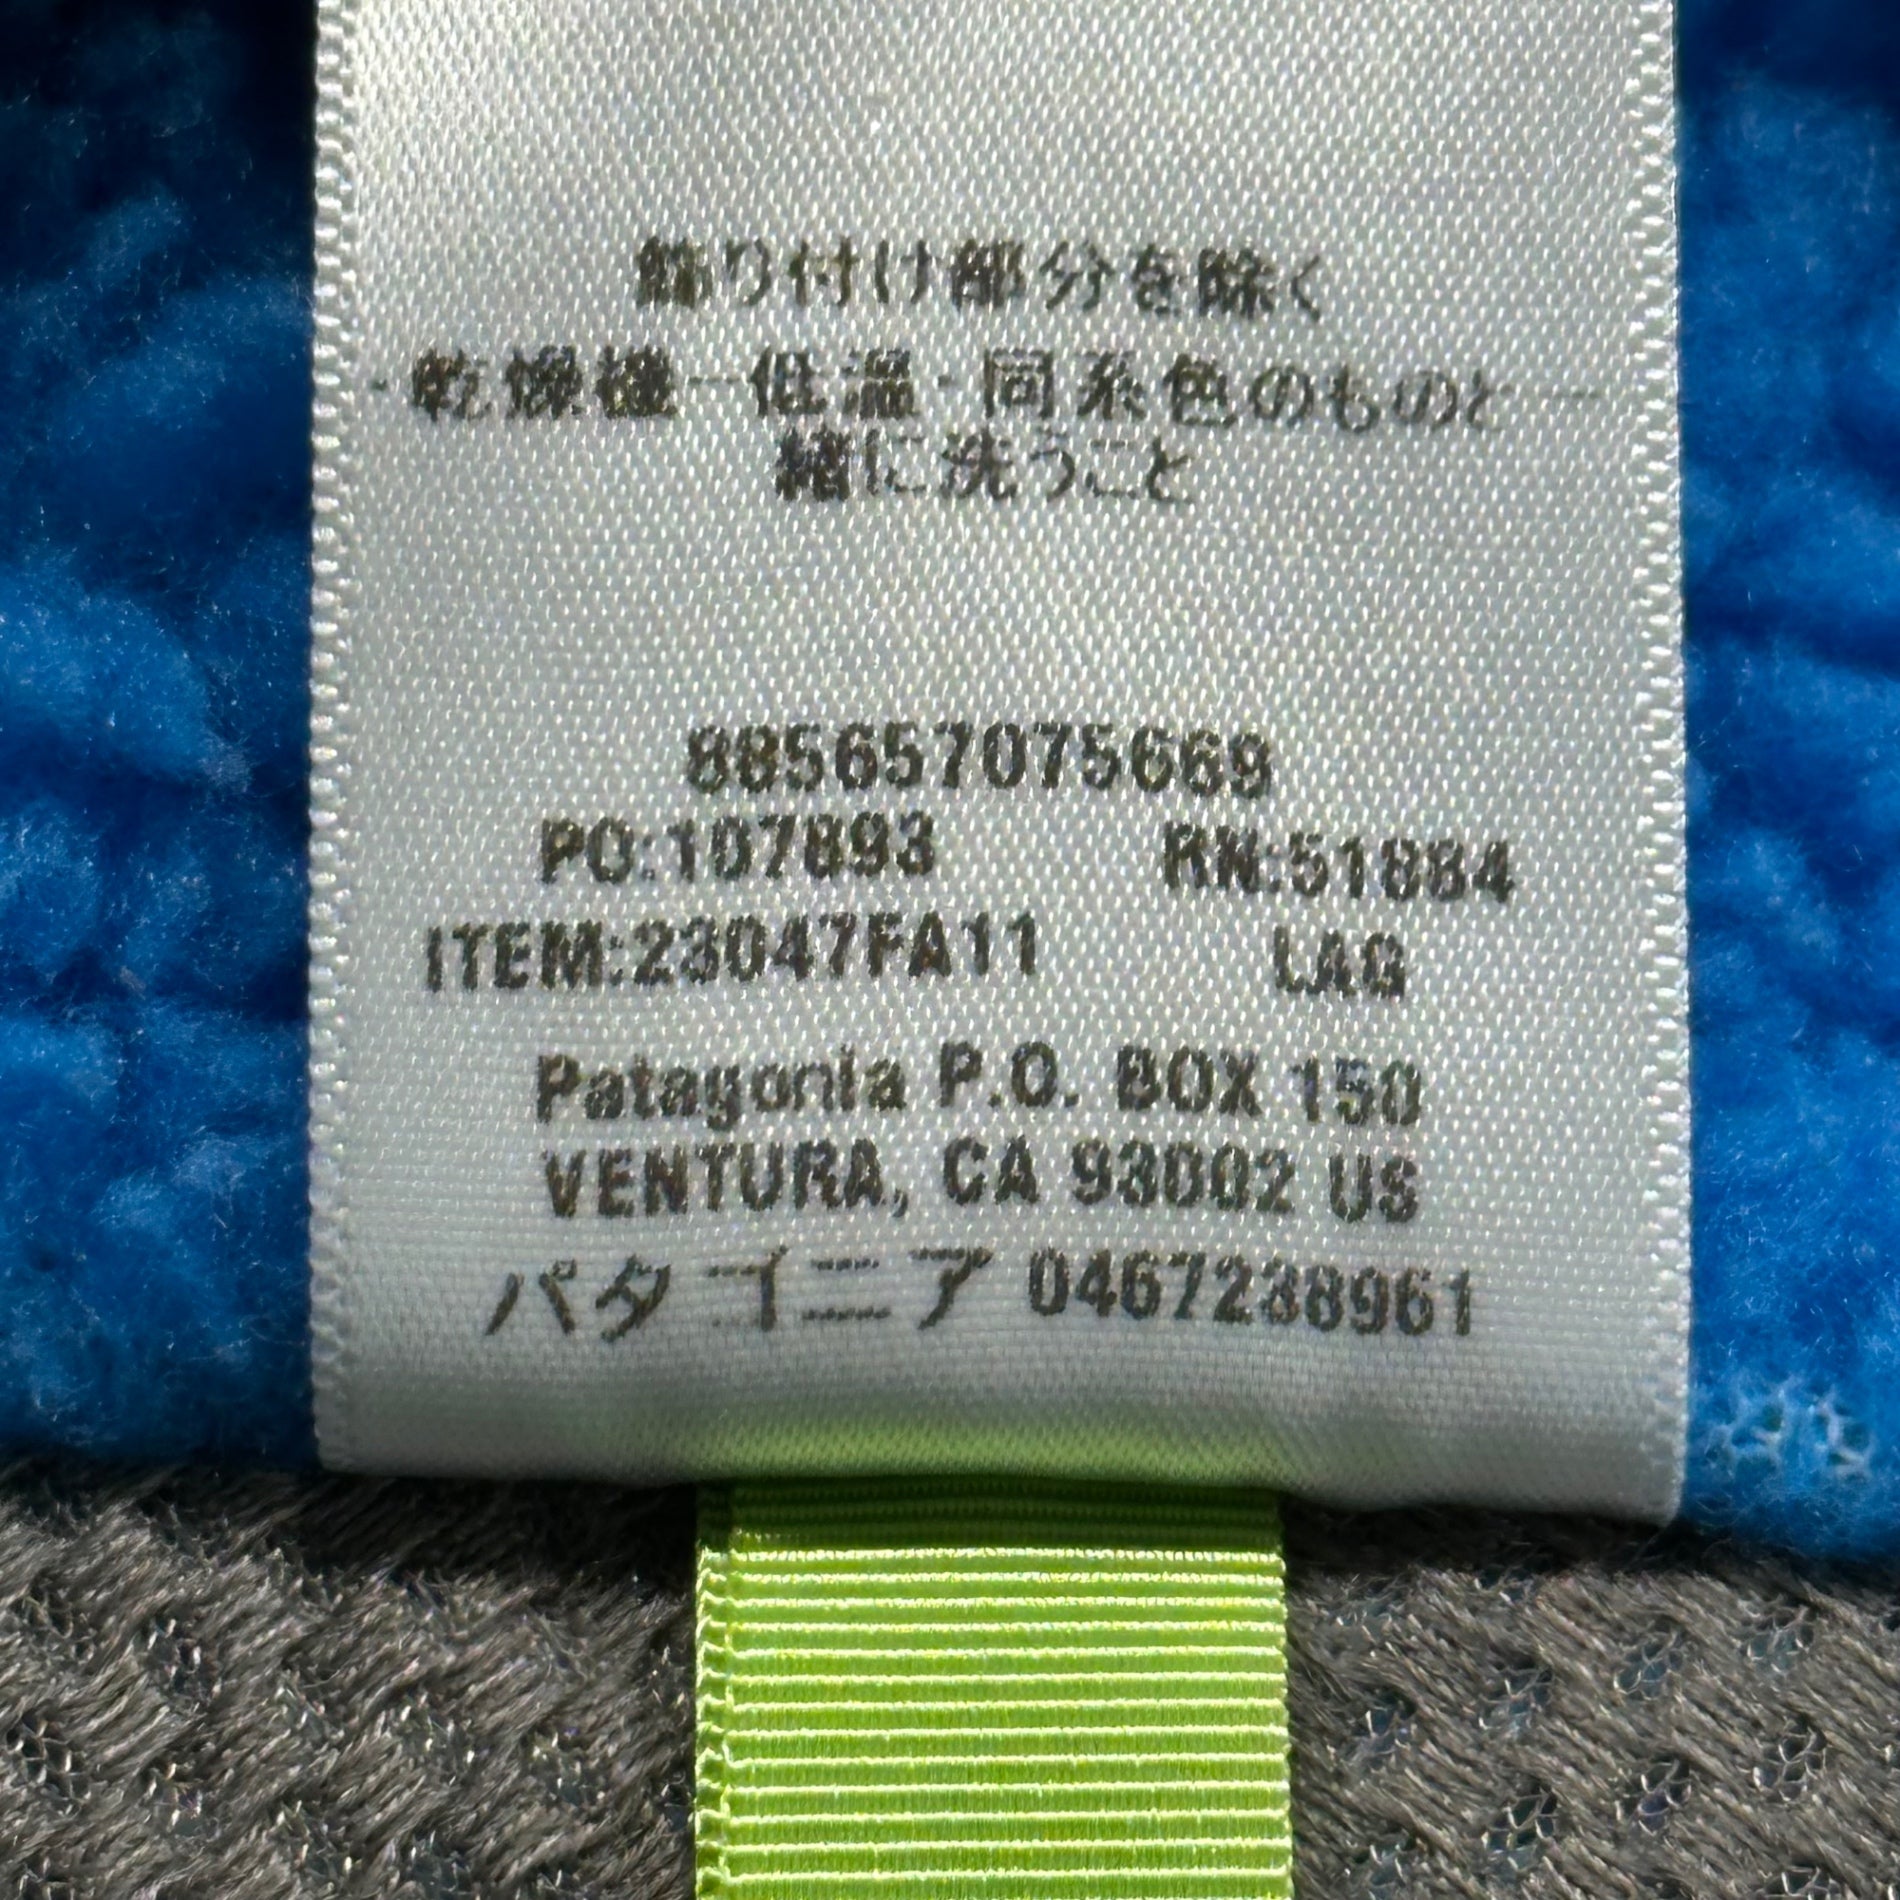 飾り付け部分を除く
・乾燥機－低温・同系色のものと一
緒に洗うこと
885657075669
PO:107893 RN:51884
ITEM:23047FA11 LAG
Patagonia P.O. BOX 150
VENTURA, CA 93002 US
パタゴニア 0467238961